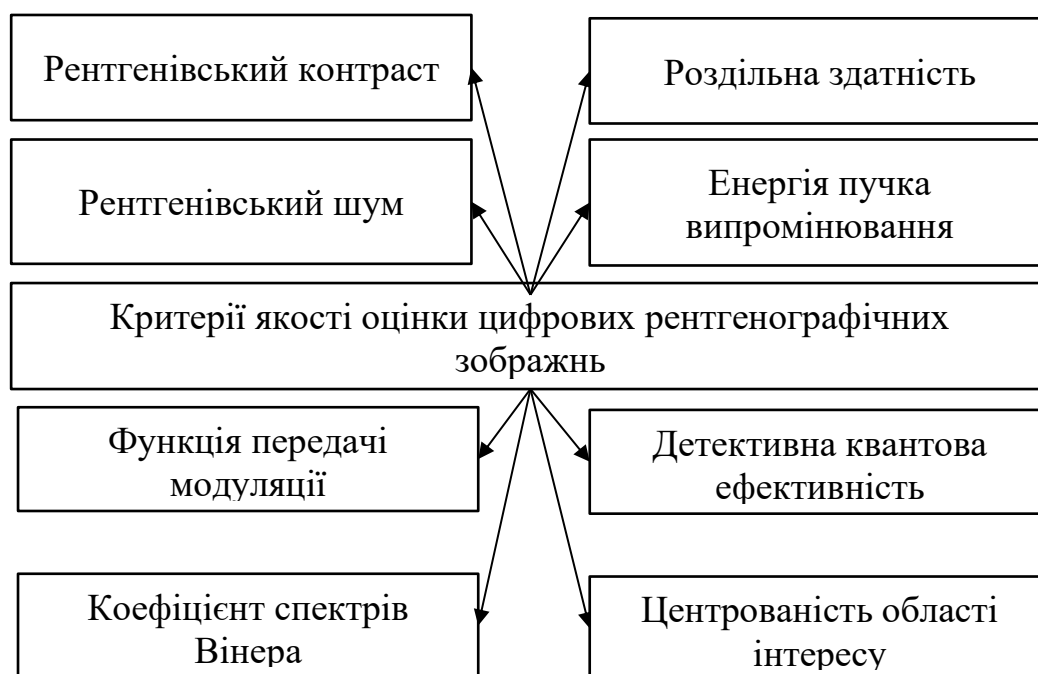 Рентгенівський контраст
Роздільна здатність
Рентгенівський шум
Енергія пучка
випромінювання
Критерії якості оцінки цифрових рентгенографічних
зображнь
Функція передачі
модуляції
Детективна квантова
ефективність
Коефіцієнт спектрів
Вінера
Центрованість області
інтересу